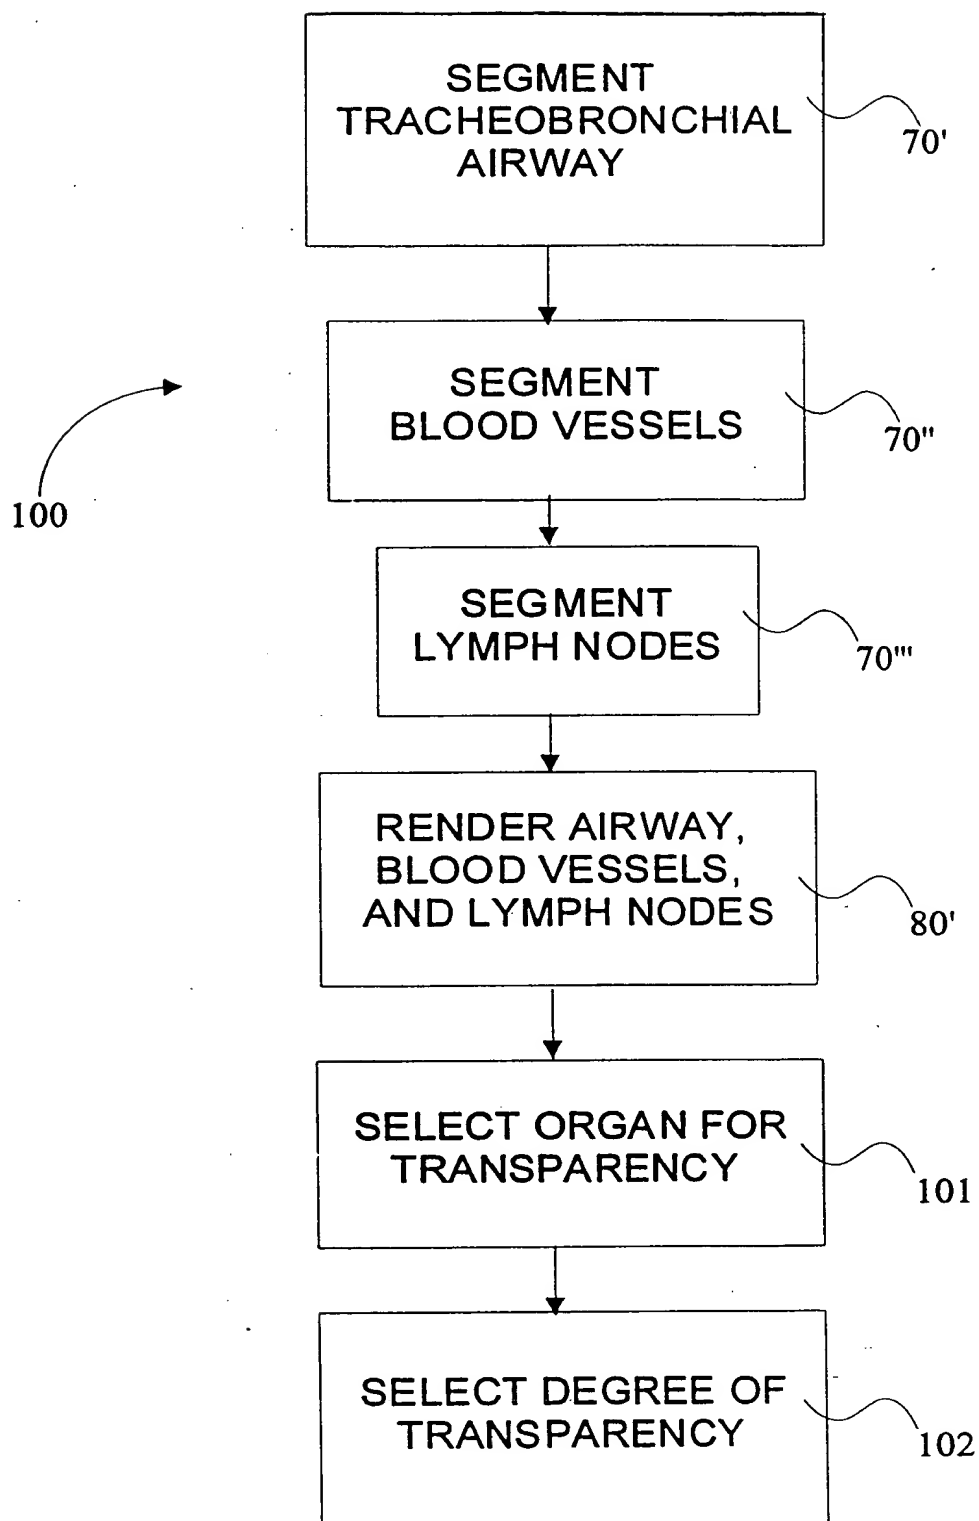 SEGMENT
TRACHEOBRONCHIAL
AIRWAY
70'
SEGMENT
BLOOD VESSELS
70"
100
SEGMENT
LYMPH NODES
70'"
RENDER AIRWAY,
BLOOD VESSELS,
AND LYMPH NODES
80'
SELECT ORGAN FOR
TRANSPARENCY
101
SELECT DEGREE OF
TRANSPARENCY
102